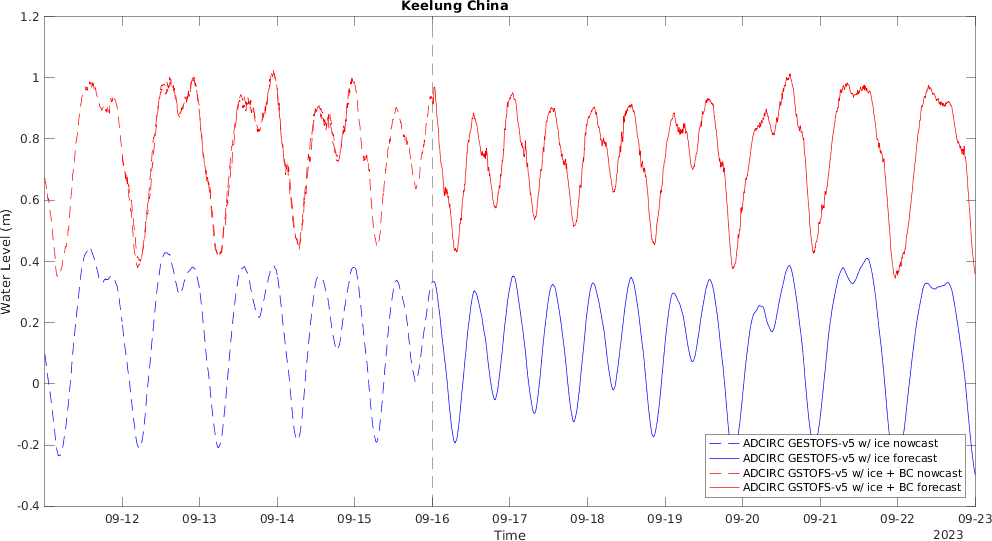 Keelung China
1.2
1
0.8
0.6
0.4
0.2
0
-0.2
-0.4
Water Level (m)
ADCIRC GESTOFS-v5 w/ ice nowcast
ADCIRC GESTOFS-v5 w/ ice forecast
ADCIRC GSTOFS-v5 w/ ice + BC nowcast
ADCIRC GSTOFS-v5 w/ ice + BC forecast
09-12 09-13 09-14 09-15 09-16 09-17 09-18 09-19 09-20 09-21 09-22 09-23
Time
2023